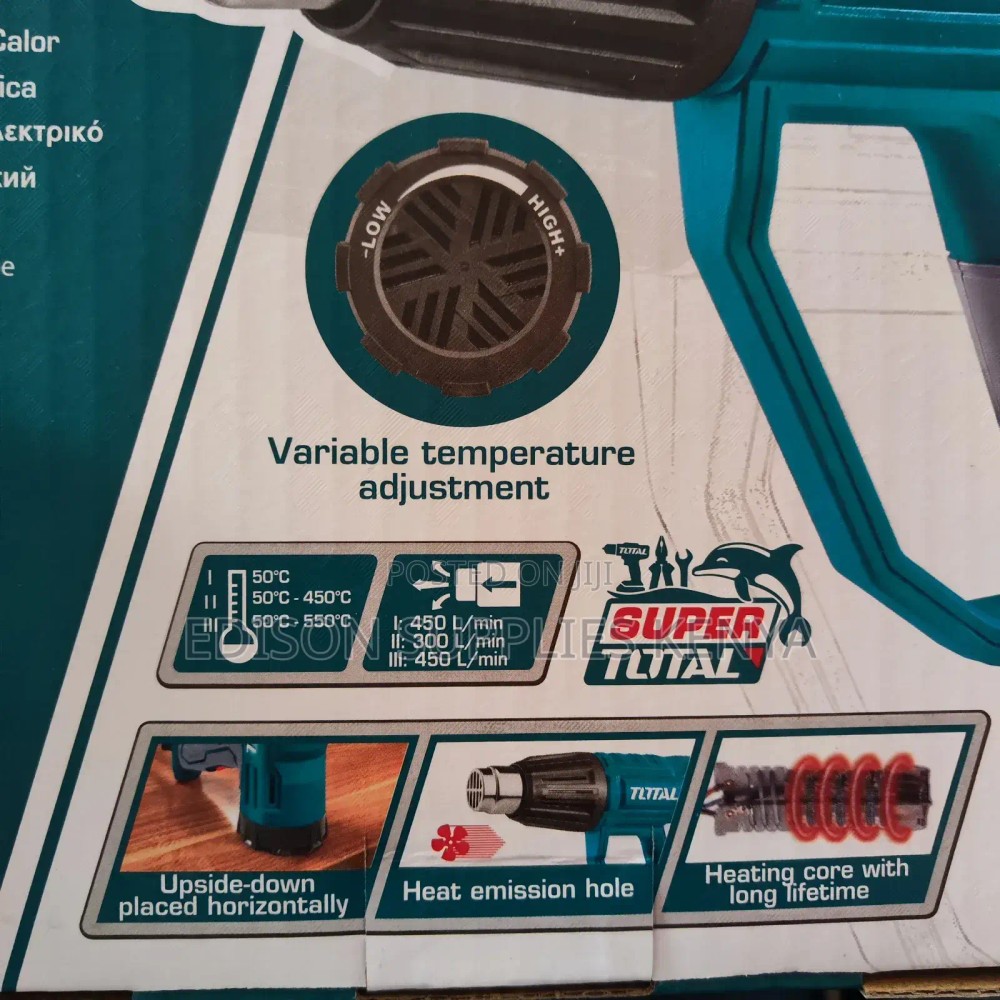 Calor
ica
λεκτρικό
кий
e
-LOW
HIGH+
Variable temperature
adjustment
I 50°C
II 50°C - 450°C
III 50°C - 550°C
I: 450 L/min
II: 300 L/min
III: 450 L/min
TOTAL
SUPER
TOTAL
POSTED ON JIJI
EDISON SUPPLIES KENYA
TOTAL
Upside-down
placed horizontally
Heat emission hole
Heating core with
long lifetime